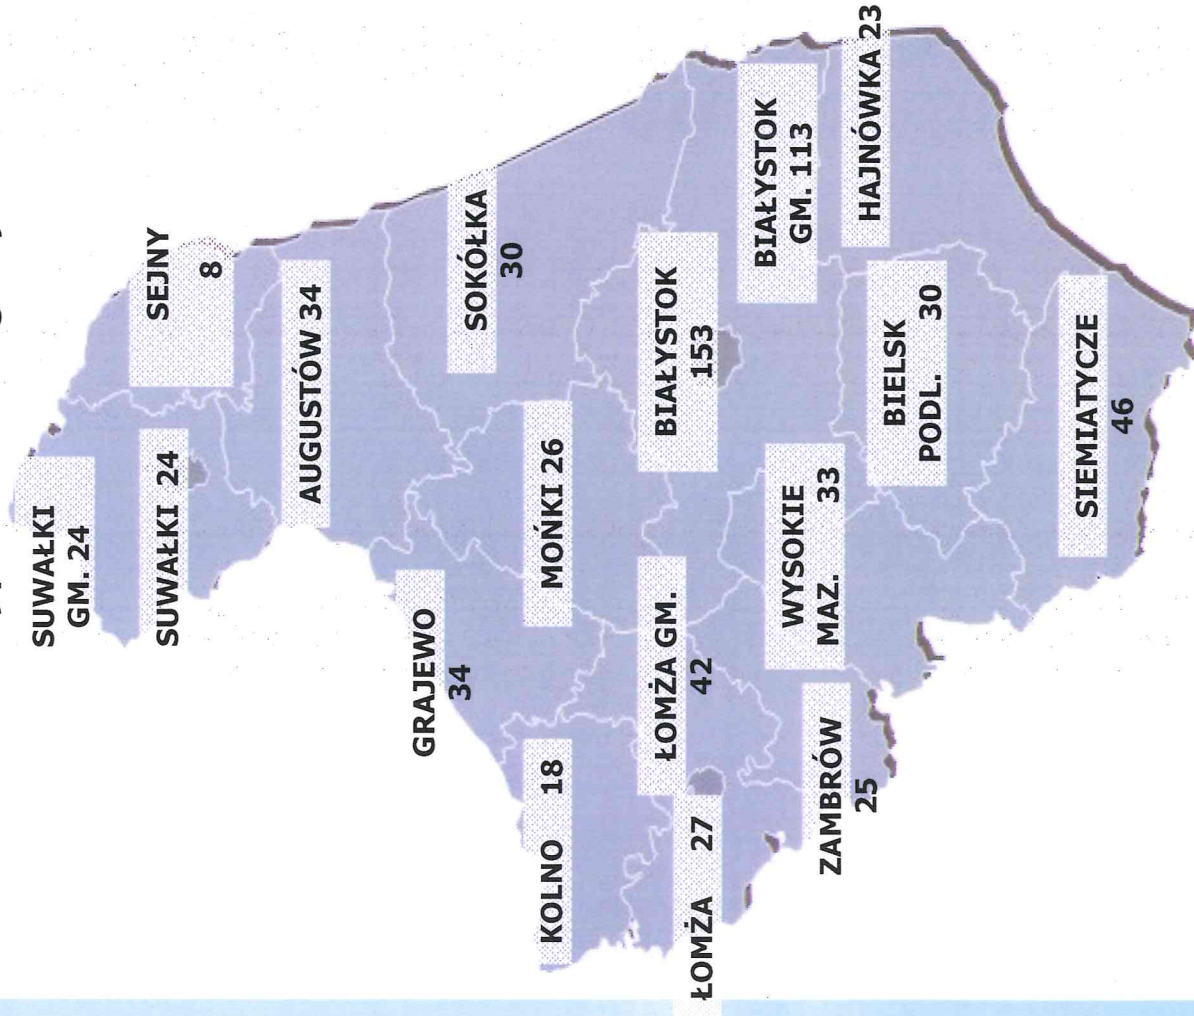 SUWAŁKI
GM. 24
SEJNY
8
SUWAŁKI 24
AUGUSTÓW 34
GRAJEWO
34
SOKÓŁKA
30
KOLNO 18
MOŃKI 26
ŁOMŻA GM.
42
BIAŁYSTOK
153
ŁOMŻA 27
BIAŁYSTOK
GM. 113
WYSOKIE
MAZ. 33
ZAMBRÓW
25
HAJNÓWKA 23
BIELSK
PODL. 30
SIEMIATYCZE
46